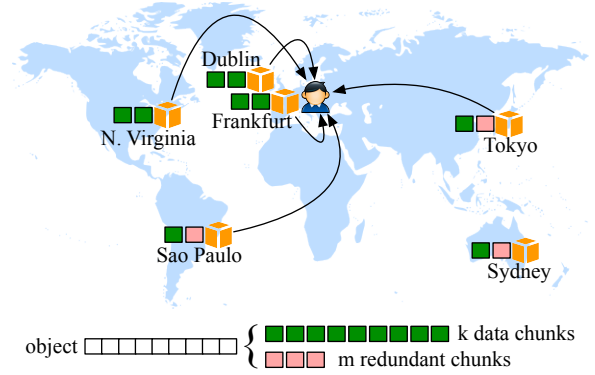 Dublin
Frankfurt
N. Virginia
Tokyo
Sao Paulo
Sydney
object
k data chunks
m redundant chunks